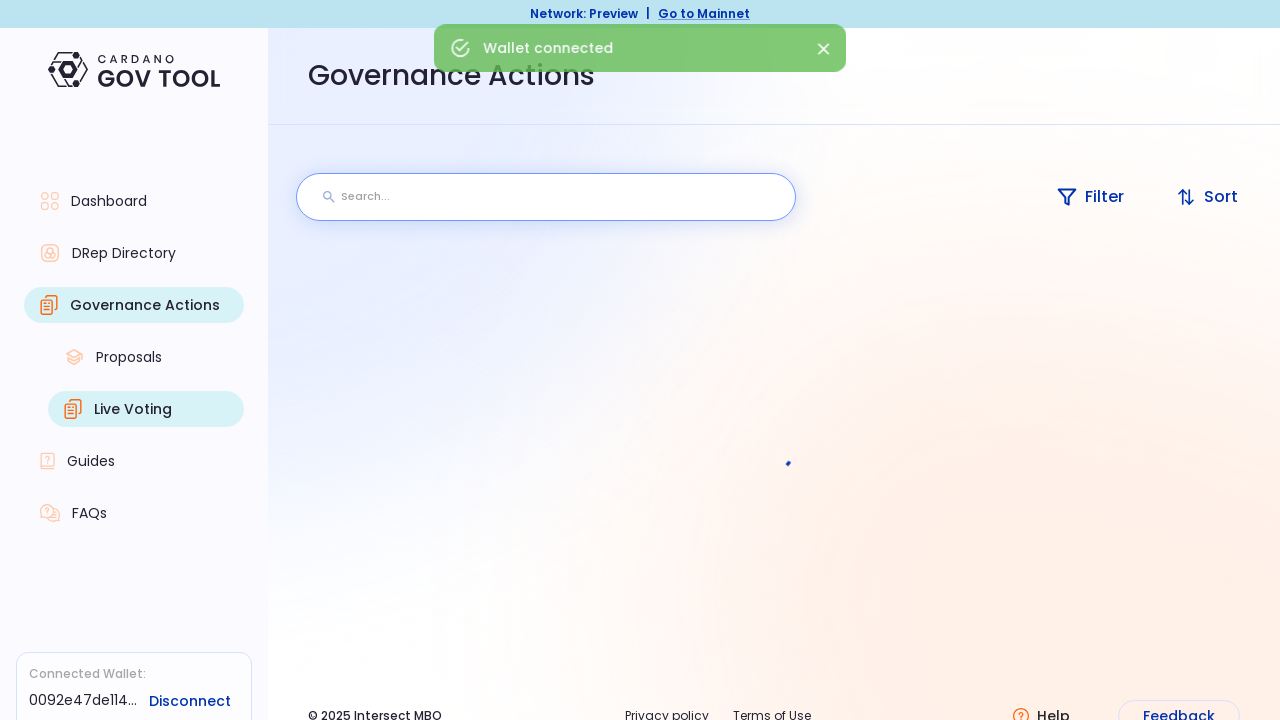 Network: Preview | Go to Mainnet
Wallet connected
CARDANO
GOV TOOL
Governance Actions
Dashboard
DRep Directory
Governance Actions
Proposals
Live Voting
Guides
FAQs
Search...
Filter
Sort
Connected Wallet:
0092e47de114...
Disconnect
© 2025 Intersect MBO
Privacy policy
Terms of Use
Help
Feedback